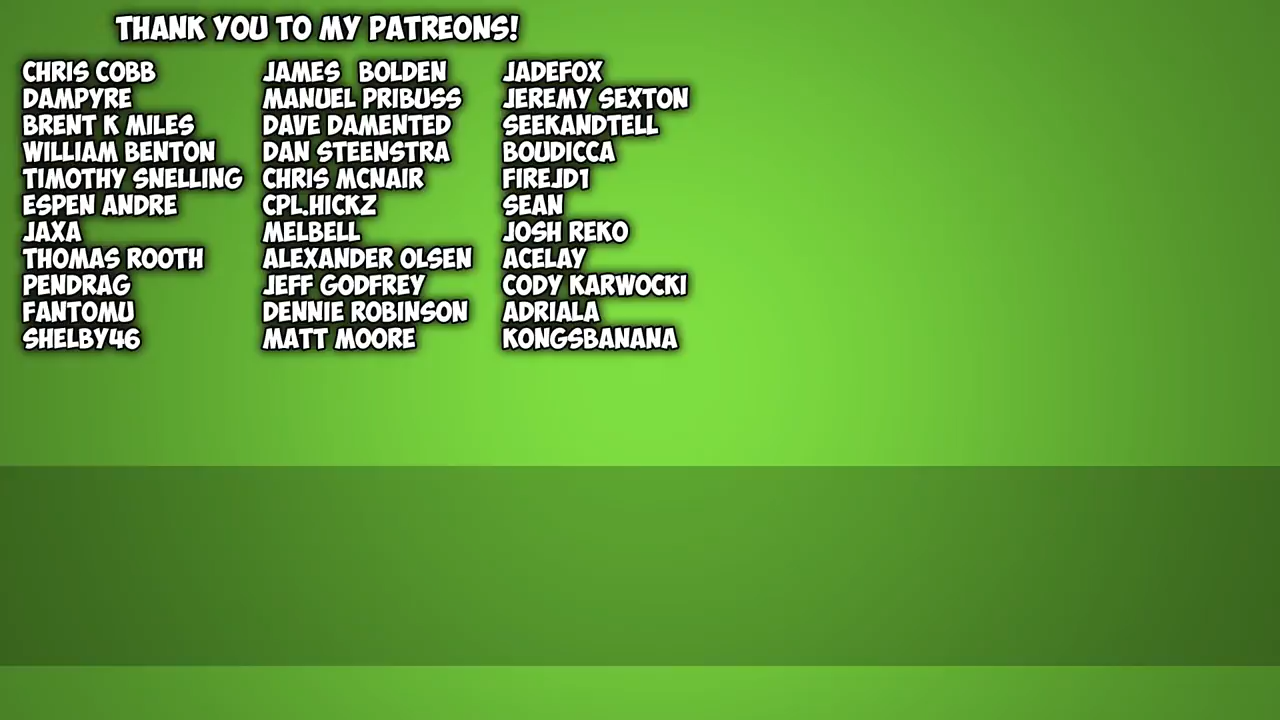 THANK YOU TO MY PATREONS!
CHRIS COBB
DAMPYRE
BRENT K MILES
WILLIAM BENTON
TIMOTHY SNELLING
ESPEN ANDRE
JAXA
THOMAS ROOTH
PENDRAG
FANTOMU
SHELBY46
JAMES BOLDEN
MANUEL PRIBUSS
DAVE DAMENTED
DAN STEENSTRA
CHRIS MCNAIR
CPL.HICKZ
MELBELL
ALEXANDER OLSEN
JEFF GODFREY
DENNIE ROBINSON
MATT MOORE
JADEFOX
JEREMY SEXTON
SEEKANDTELL
BOUDICCA
FIREJD1
SEAN
JOSH REKO
ACELAY
CODY KARWOCKI
ADRIALA
KONGSBANANA